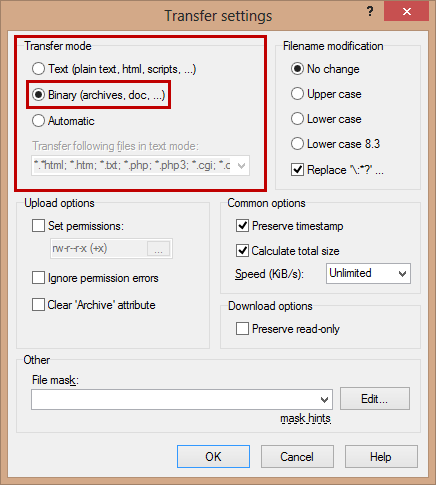 Transfer settings
?
Transfer mode
Text (plain text, html, scripts, ...)
Binary (archives, doc, ...)
Automatic
Transfer following files in text mode:
*.*html; *.htm; *.txt; *.php; *.php3; *.cgi; *.c
Filename modification
No change
Upper case
Lower case
Lower case 8.3
Replace '\:*?' ...
Upload options
Set permissions:
rw-r--r-x (+x)
...
Ignore permission errors
Clear 'Archive' attribute
Common options
Preserve timestamp
Calculate total size
Speed (KiB/s):
Unlimited
Download options
Preserve read-only
Other
File mask:
Edit...
mask hints
OK
Cancel
Help